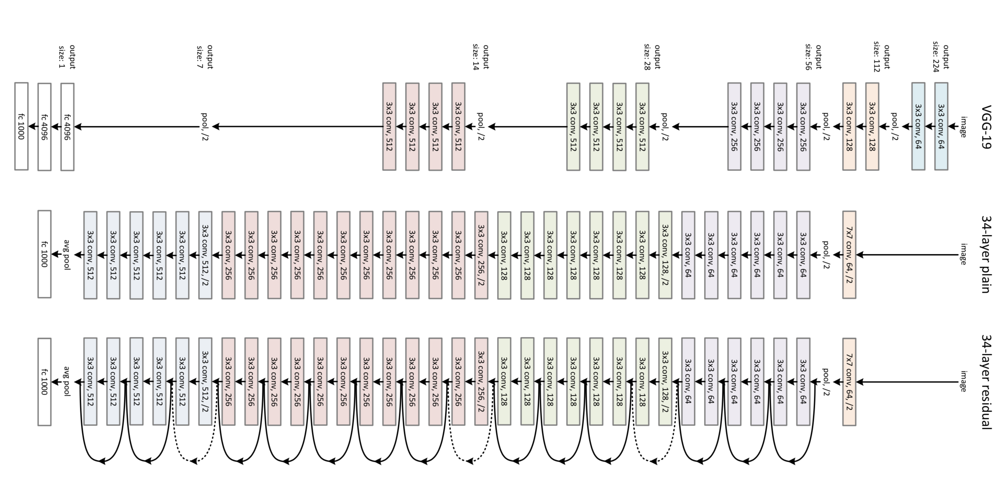 output
size: 224
output
size: 112
output
size: 56
output
size: 28
output
size: 14
output
size: 7
output
size: 1
VGG-19
image
3x3 conv, 64
3x3 conv, 64
pool, /2
3x3 conv, 128
3x3 conv, 128
pool, /2
3x3 conv, 256
3x3 conv, 256
3x3 conv, 256
3x3 conv, 256
pool, /2
3x3 conv, 512
3x3 conv, 512
3x3 conv, 512
3x3 conv, 512
pool, /2
3x3 conv, 512
3x3 conv, 512
3x3 conv, 512
3x3 conv, 512
pool, /2
fc 4096
fc 4096
fc 1000
34-layer plain
image
7x7 conv, 64, /2
pool, /2
3x3 conv, 64
3x3 conv, 64
3x3 conv, 64
3x3 conv, 64
3x3 conv, 64
3x3 conv, 64
3x3 conv, 128, /2
3x3 conv, 128
3x3 conv, 128
3x3 conv, 128
3x3 conv, 128
3x3 conv, 128
3x3 conv, 128
3x3 conv, 128
3x3 conv, 256, /2
3x3 conv, 256
3x3 conv, 256
3x3 conv, 256
3x3 conv, 256
3x3 conv, 256
3x3 conv, 256
3x3 conv, 256
3x3 conv, 256
3x3 conv, 256
3x3 conv, 256
3x3 conv, 256
3x3 conv, 512, /2
3x3 conv, 512
3x3 conv, 512
3x3 conv, 512
3x3 conv, 512
3x3 conv, 512
avg pool
fc 1000
34-layer residual
image
7x7 conv, 64, /2
pool, /2
3x3 conv, 64
3x3 conv, 64
3x3 conv, 64
3x3 conv, 64
3x3 conv, 64
3x3 conv, 64
3x3 conv, 128, /2
3x3 conv, 128
3x3 conv, 128
3x3 conv, 128
3x3 conv, 128
3x3 conv, 128
3x3 conv, 128
3x3 conv, 128
3x3 conv, 256, /2
3x3 conv, 256
3x3 conv, 256
3x3 conv, 256
3x3 conv, 256
3x3 conv, 256
3x3 conv, 256
3x3 conv, 256
3x3 conv, 256
3x3 conv, 256
3x3 conv, 256
3x3 conv, 256
3x3 conv, 512, /2
3x3 conv, 512
3x3 conv, 512
3x3 conv, 512
3x3 conv, 512
3x3 conv, 512
avg pool
fc 1000